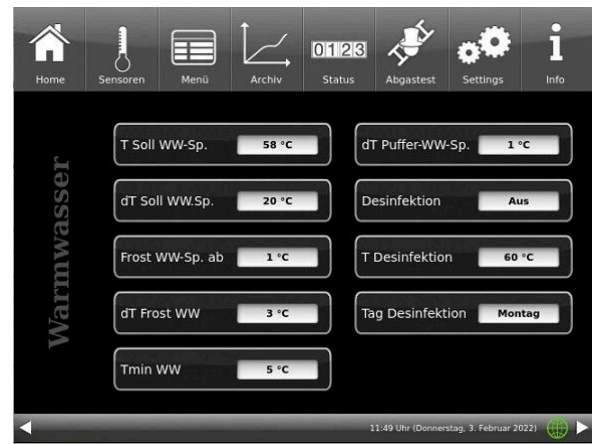 Home Sensoren Menü Archiv 0123 Status Abgastest Settings Info
Warmwasser
T Soll WW-Sp. 58 °C
dT Soll WW.Sp. 20 °C
Frost WW-Sp. ab 1 °C
dT Frost WW 3 °C
Tmin WW 5 °C
dT Puffer-WW-Sp. 1 °C
Desinfektion Aus
T Desinfektion 60 °C
Tag Desinfektion Montag
11:49 Uhr (Donnerstag, 3. Februar 2022)